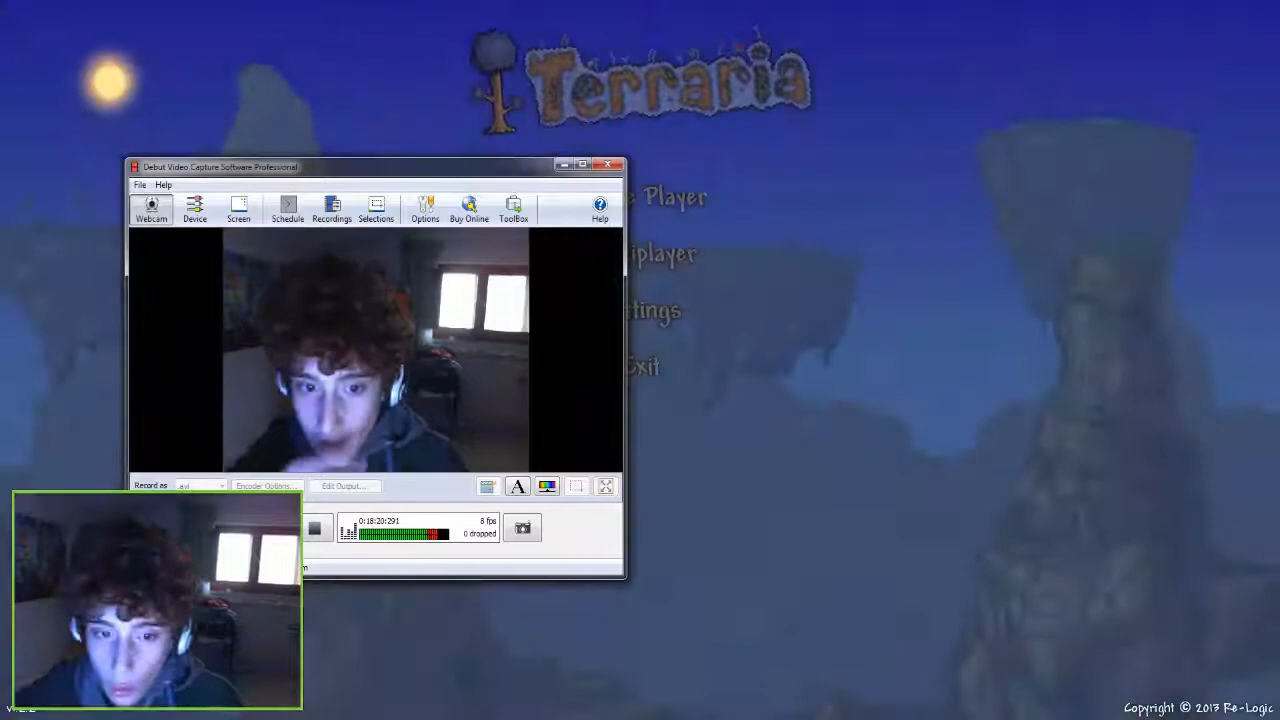 Terraria
Debut Video Capture Software Professional
File Help
Webcam Device Screen Schedule Recordings Selections Options Buy Online ToolBox Help
Player
iplayer
tings
Exit
Record as .avi Encoder Options... Edit Output...
A
0:18:20:291 8 fps
0 dropped
Copyright © 2013 Re-Logic